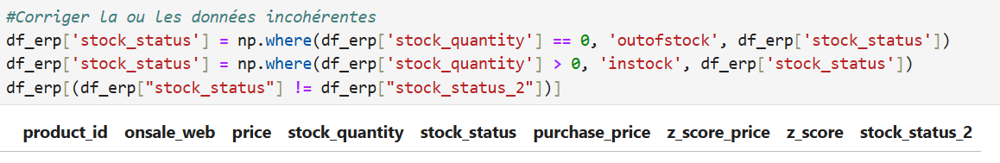 #Corriger la ou les données incohérentes
df_erp['stock_status'] = np.where(df_erp['stock_quantity'] == 0, 'outofstock', df_erp['stock_status'])
df_erp['stock_status'] = np.where(df_erp['stock_quantity'] > 0, 'instock', df_erp['stock_status'])
df_erp[(df_erp["stock_status"] != df_erp["stock_status_2"])]
product_id onsale_web price stock_quantity stock_status purchase_price z_score_price z_score stock_status_2